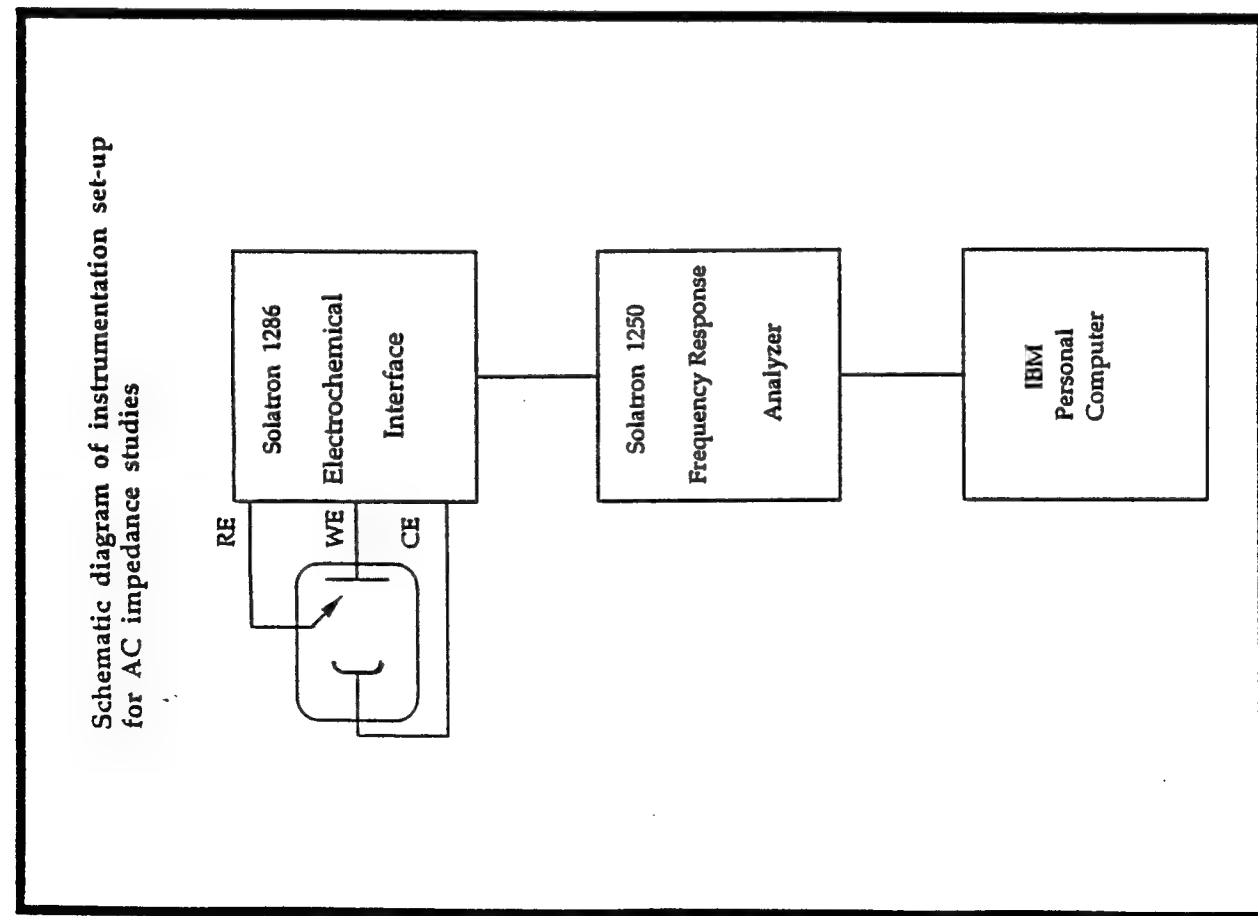 Schematic diagram of instrumentation set-up
for AC impedance studies
RE
WE
CE
Solatron 1286
Electrochemical
Interface
Solatron 1250
Frequency Response
Analyzer
IBM
Personal
Computer